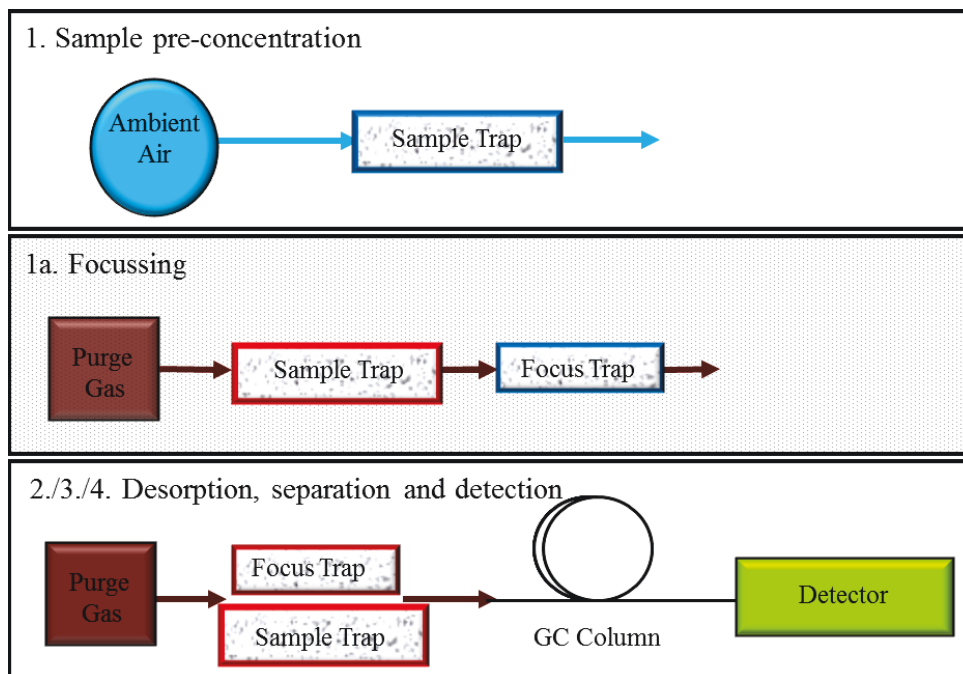 1. Sample pre-concentration
Ambient
Air
Sample Trap
1a. Focussing
Purge
Gas
Sample Trap
Focus Trap
2./3./4. Desorption, separation and detection
Purge
Gas
Focus Trap
Sample Trap
GC Column
Detector